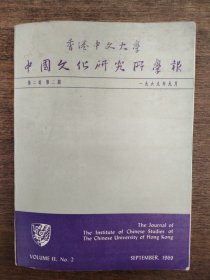 香港中文大學
中國文化研究所學報
第二卷 第二期
一九六九年九月
The Journal of
The Institute of Chinese Studies of
The Chinese University of Hong Kong
VOLUME II, No. 2
SEPTEMBER, 1969